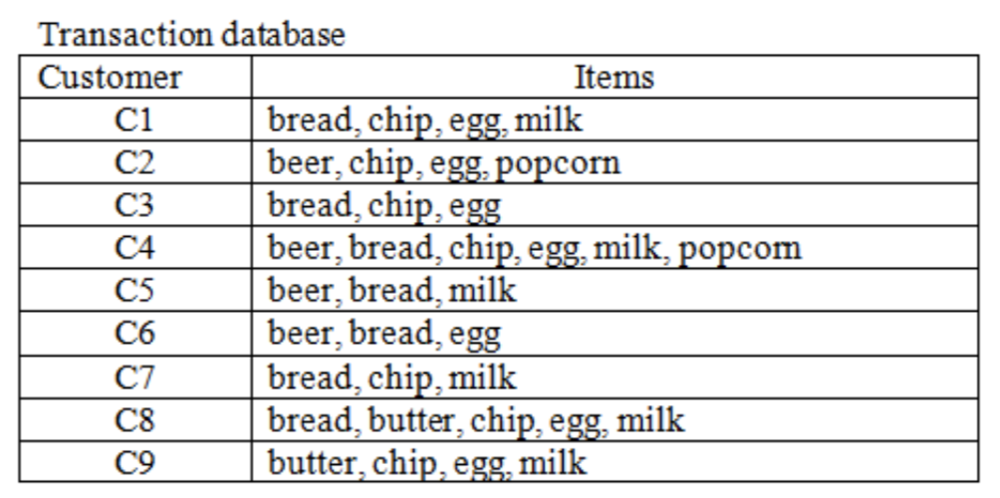 Transaction database
Customer Items
C1 bread, chip, egg, milk
C2 beer, chip, egg, popcorn
C3 bread, chip, egg
C4 beer, bread, chip, egg, milk, popcorn
C5 beer, bread, milk
C6 beer, bread, egg
C7 bread, chip, milk
C8 bread, butter, chip, egg, milk
C9 butter, chip, egg, milk